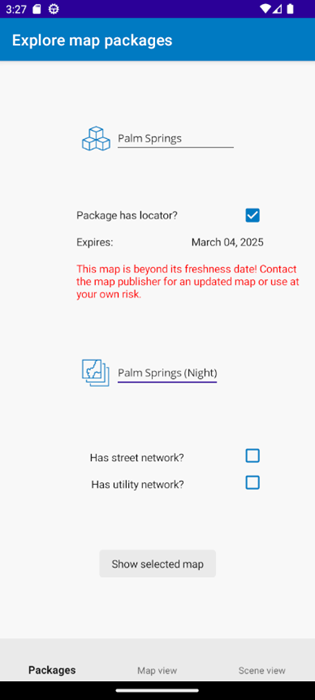 3:27
Explore map packages
Palm Springs
Package has locator?
Expires: March 04, 2025
This map is beyond its freshness date! Contact
the map publisher for an updated map or use at
your own risk.
Palm Springs (Night)
Has street network?
Has utility network?
Show selected map
Packages Map view Scene view